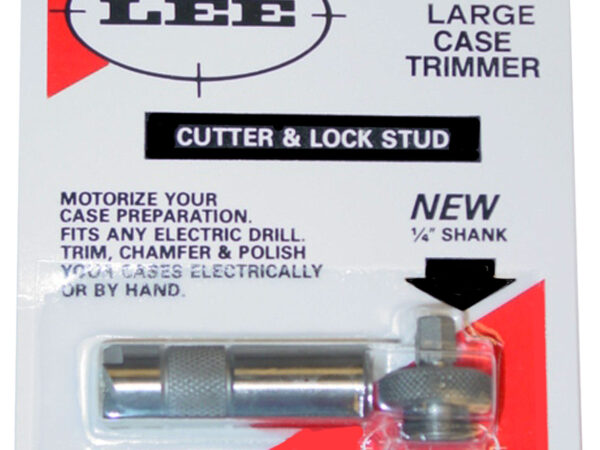 LEE
LARGE
CASE
TRIMMER
CUTTER & LOCK STUD
MOTORIZE YOUR
CASE PREPARATION.
FITS ANY ELECTRIC DRILL.
TRIM, CHAMFER & POLISH
YOUR CASES ELECTRICALLY
OR BY HAND.
NEW
¼" SHANK